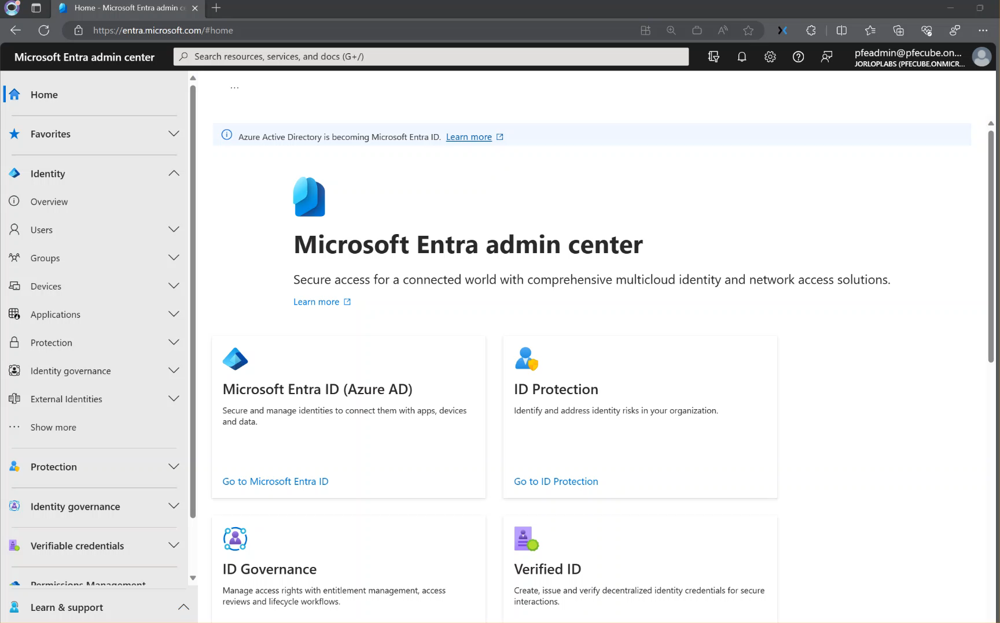 Home - Microsoft Entra admin ce
https://entra.microsoft.com/#home
Microsoft Entra admin center
Search resources, services, and docs (G+/)
pfeadmin@pfecube.on...
JORLOPLABS (PFECUBE.ONMICR...
Home
Favorites
Identity
Overview
Users
Groups
Devices
Applications
Protection
Identity governance
External Identities
Show more
Protection
Identity governance
Verifiable credentials
Permissions Management
Learn & support
...
Azure Active Directory is becoming Microsoft Entra ID. Learn more
Microsoft Entra admin center
Secure access for a connected world with comprehensive multicloud identity and network access solutions.
Learn more
Microsoft Entra ID (Azure AD)
Secure and manage identities to connect them with apps, devices
and data.
Go to Microsoft Entra ID
ID Protection
Identify and address identity risks in your organization.
Go to ID Protection
ID Governance
Manage access rights with entitlement management, access
reviews and lifecycle workflows.
Verified ID
Create, issue and verify decentralized identity credentials for secure
interactions.